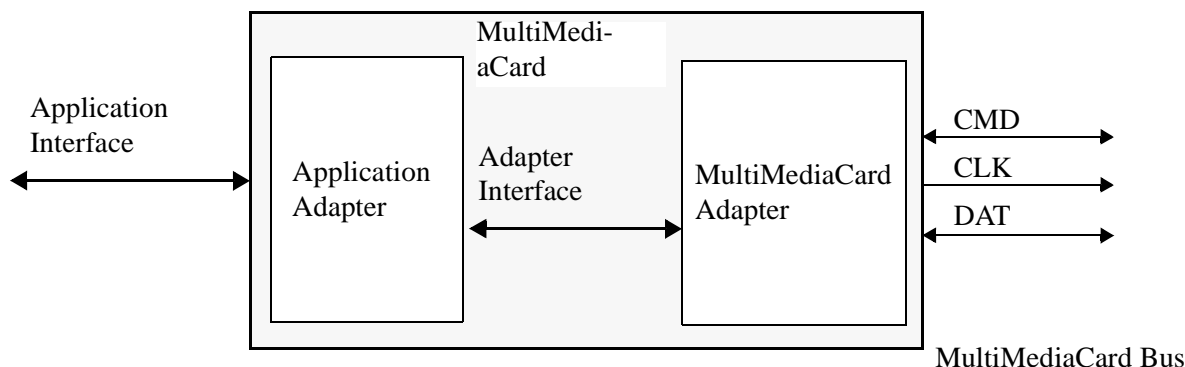 MultiMedi-
aCard
Application
Interface
Application
Adapter
Adapter
Interface
MultiMediaCard
Adapter
CMD
CLK
DAT
MultiMediaCard Bus